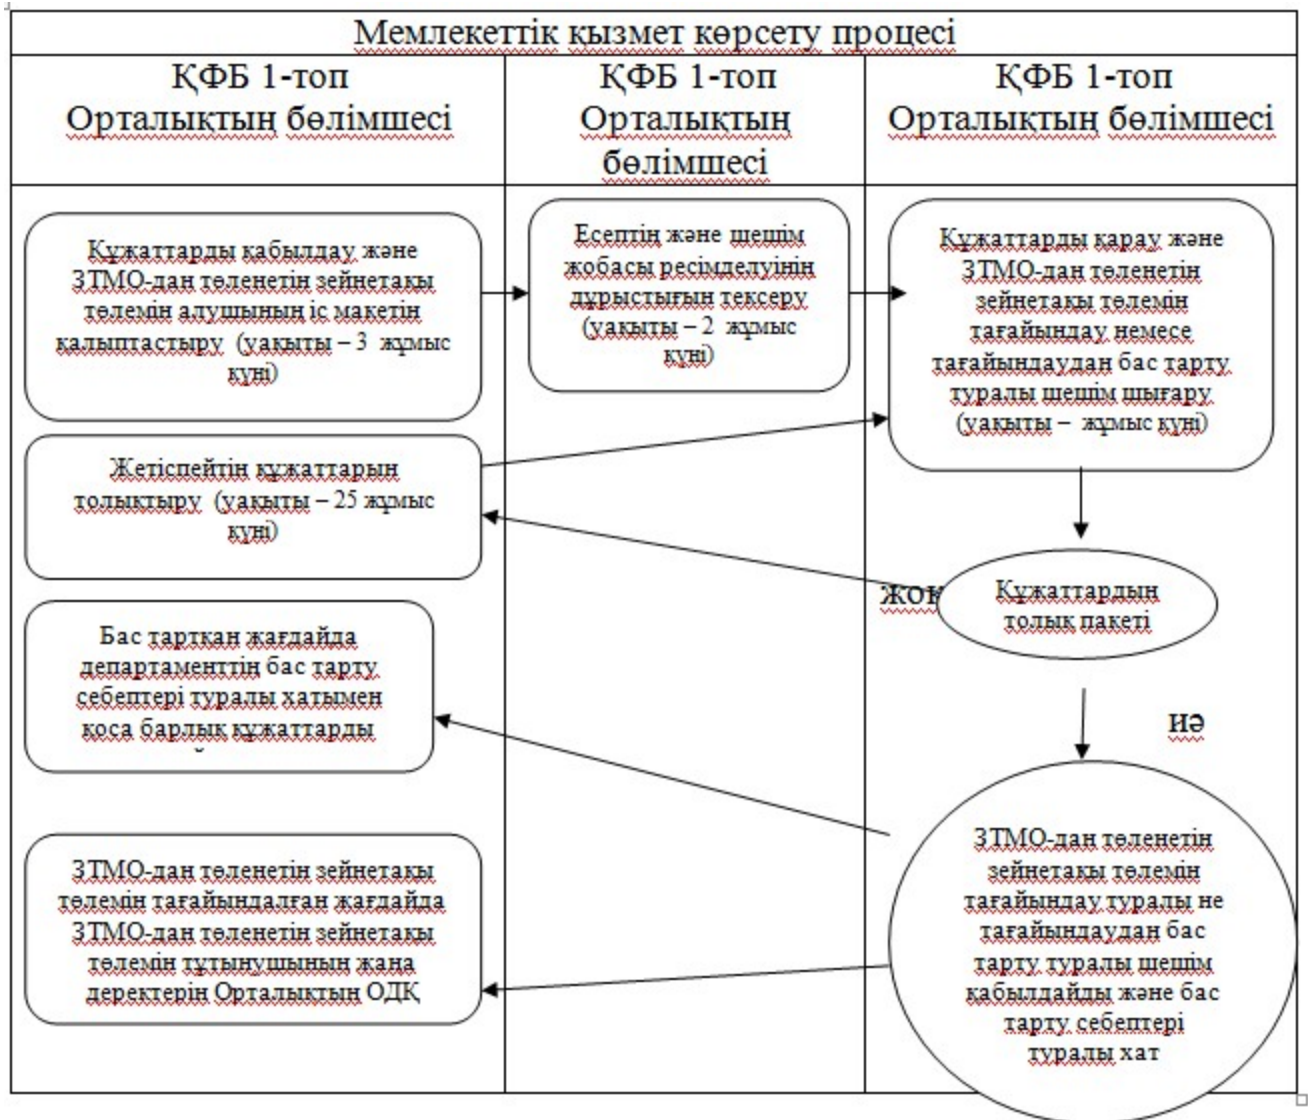 Мемлекеттік қызмет көрсету процесі
ҚФБ 1-топ
Орталықтың бөлімшесі
ҚФБ 1-топ
Орталықтың
бөлімшесі
ҚФБ 1-топ
Орталықтың бөлімшесі
Құжаттарды қабылдау және
ЗТМО-дан төленетін зейнетақы
төлемін алушының іс макетін
қалыптастыру (уақыты – 3 жұмыс
күні)
Есептің және шешім
жобасы ресімделуінің
дұрыстығын тексеру
(уақыты – 2 жұмыс
күні)
Құжаттарды қарау және
ЗТМО-дан төленетін
зейнетақы төлемін
тағайындау немесе
тағайындаудан бас тарту
туралы шешім шығару
(уақыты – жұмыс күні)
Жетіспейтін құжаттарын
толықтыру (уақыты – 25 жұмыс
күні)
жоқ
Құжаттардың
толық пакеті
Бас тартқан жағдайда
департаменттің бас тарту
себептері туралы хатымен
қоса барлық құжаттарды
иә
ЗТМО-дан төленетін зейнетақы
төлемін тағайындалған жағдайда
ЗТМО-дан төленетін зейнетақы
төлемін тұтынушының жаңа
деректерін Орталықтың ОДҚ
ЗТМО-дан төленетін
зейнетақы төлемін
тағайындау туралы не
тағайындаудан бас
тарту туралы шешім
қабылдайды және бас
тарту себептері
туралы хат